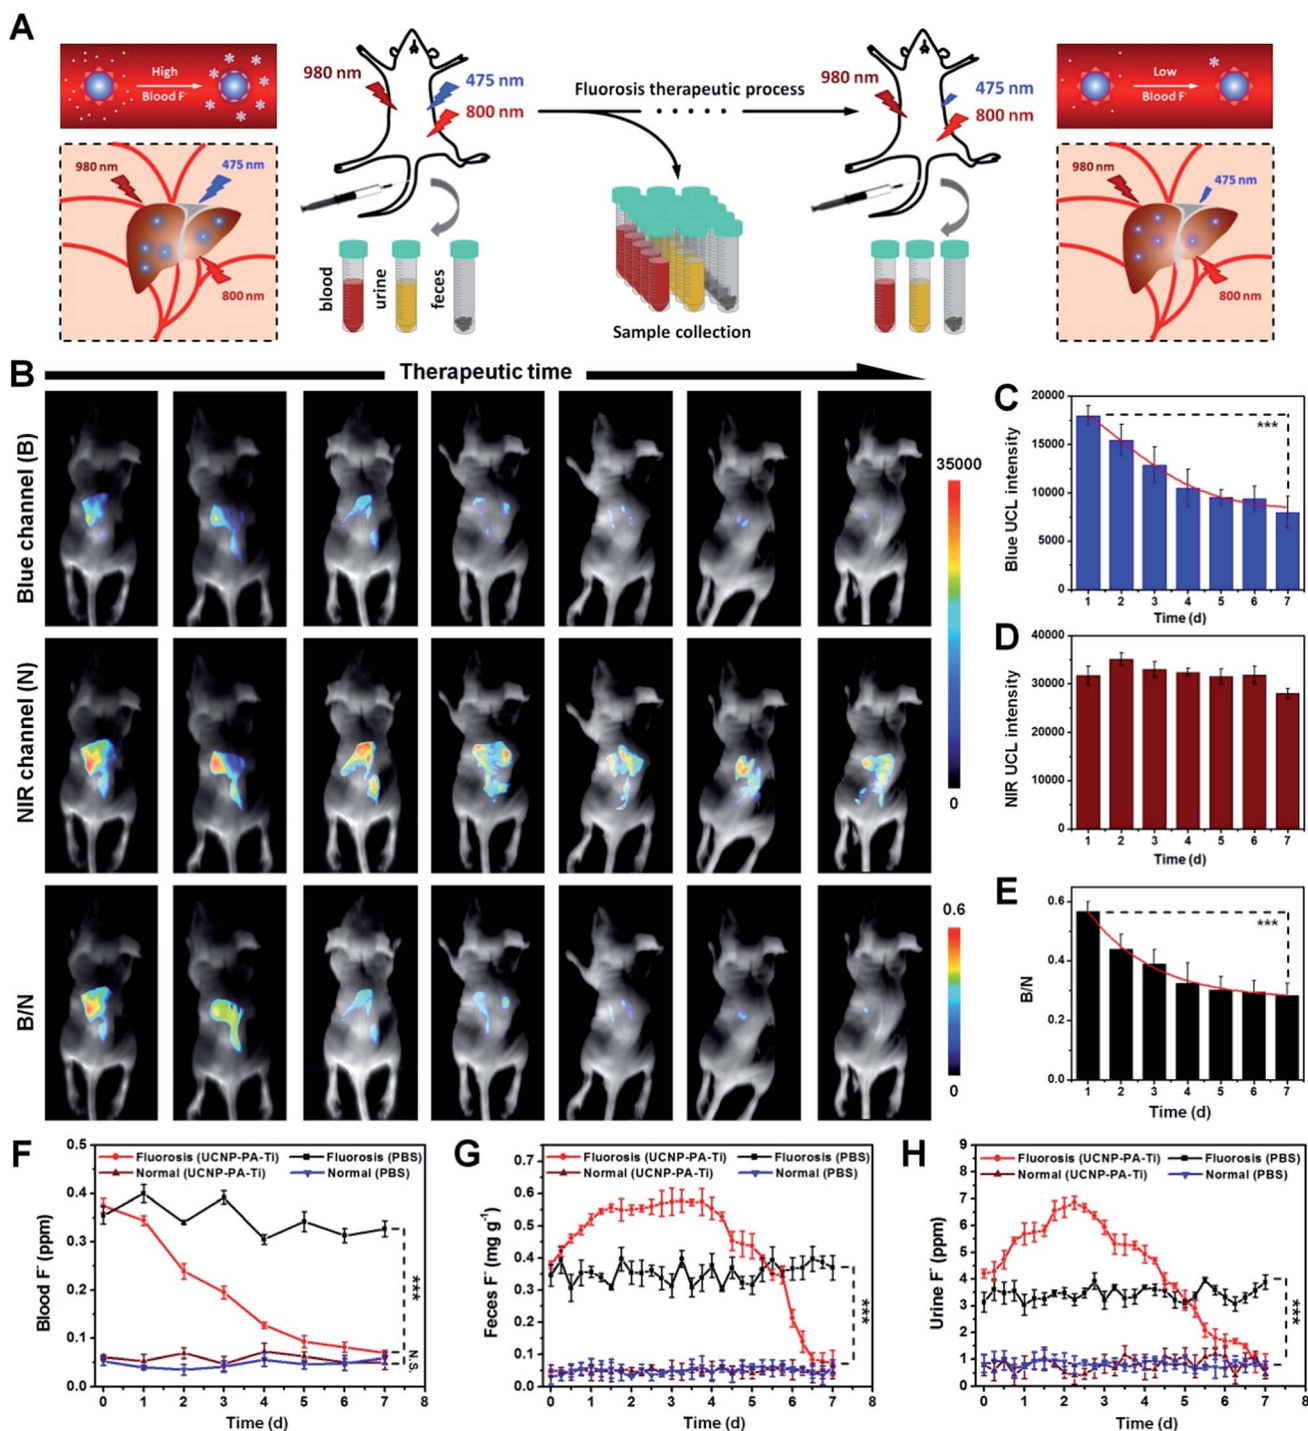 A
High
Blood F-
980 nm
475 nm
800 nm
Fluorosis therapeutic process
980 nm
475 nm
800 nm
Low
Blood F-
980 nm
475 nm
800 nm
blood
urine
feces
Sample collection
980 nm
475 nm
800 nm
B
Therapeutic time
Blue channel (B)
NIR channel (N)
B/N
35000
0
0.6
0
C
Blue UCL intensity
20000
15000
10000
5000
0
***
1 2 3 4 5 6 7
Time (d)
D
NIR UCL intensity
40000
30000
20000
10000
0
1 2 3 4 5 6 7
Time (d)
E
B/N
0.6
0.4
0.2
0.0
***
1 2 3 4 5 6 7
Time (d)
F
Blood F- (ppm)
0.5
0.4
0.3
0.2
0.1
0.0
Fluorosis (UCNP-PA-Ti) Fluorosis (PBS)
Normal (UCNP-PA-Ti) Normal (PBS)
***
N.S.
0 1 2 3 4 5 6 7 8
Time (d)
G
Feces F- (mg g-1)
0.7
0.6
0.5
0.4
0.3
0.2
0.1
0.0
Fluorosis (UCNP-PA-Ti) Fluorosis (PBS)
Normal (UCNP-PA-Ti) Normal (PBS)
***
0 1 2 3 4 5 6 7 8
Time (d)
H
Urine F- (ppm)
9
8
7
6
5
4
3
2
1
0
Fluorosis (UCNP-PA-Ti) Fluorosis (PBS)
Normal (UCNP-PA-Ti) Normal (PBS)
***
0 1 2 3 4 5 6 7 8
Time (d)